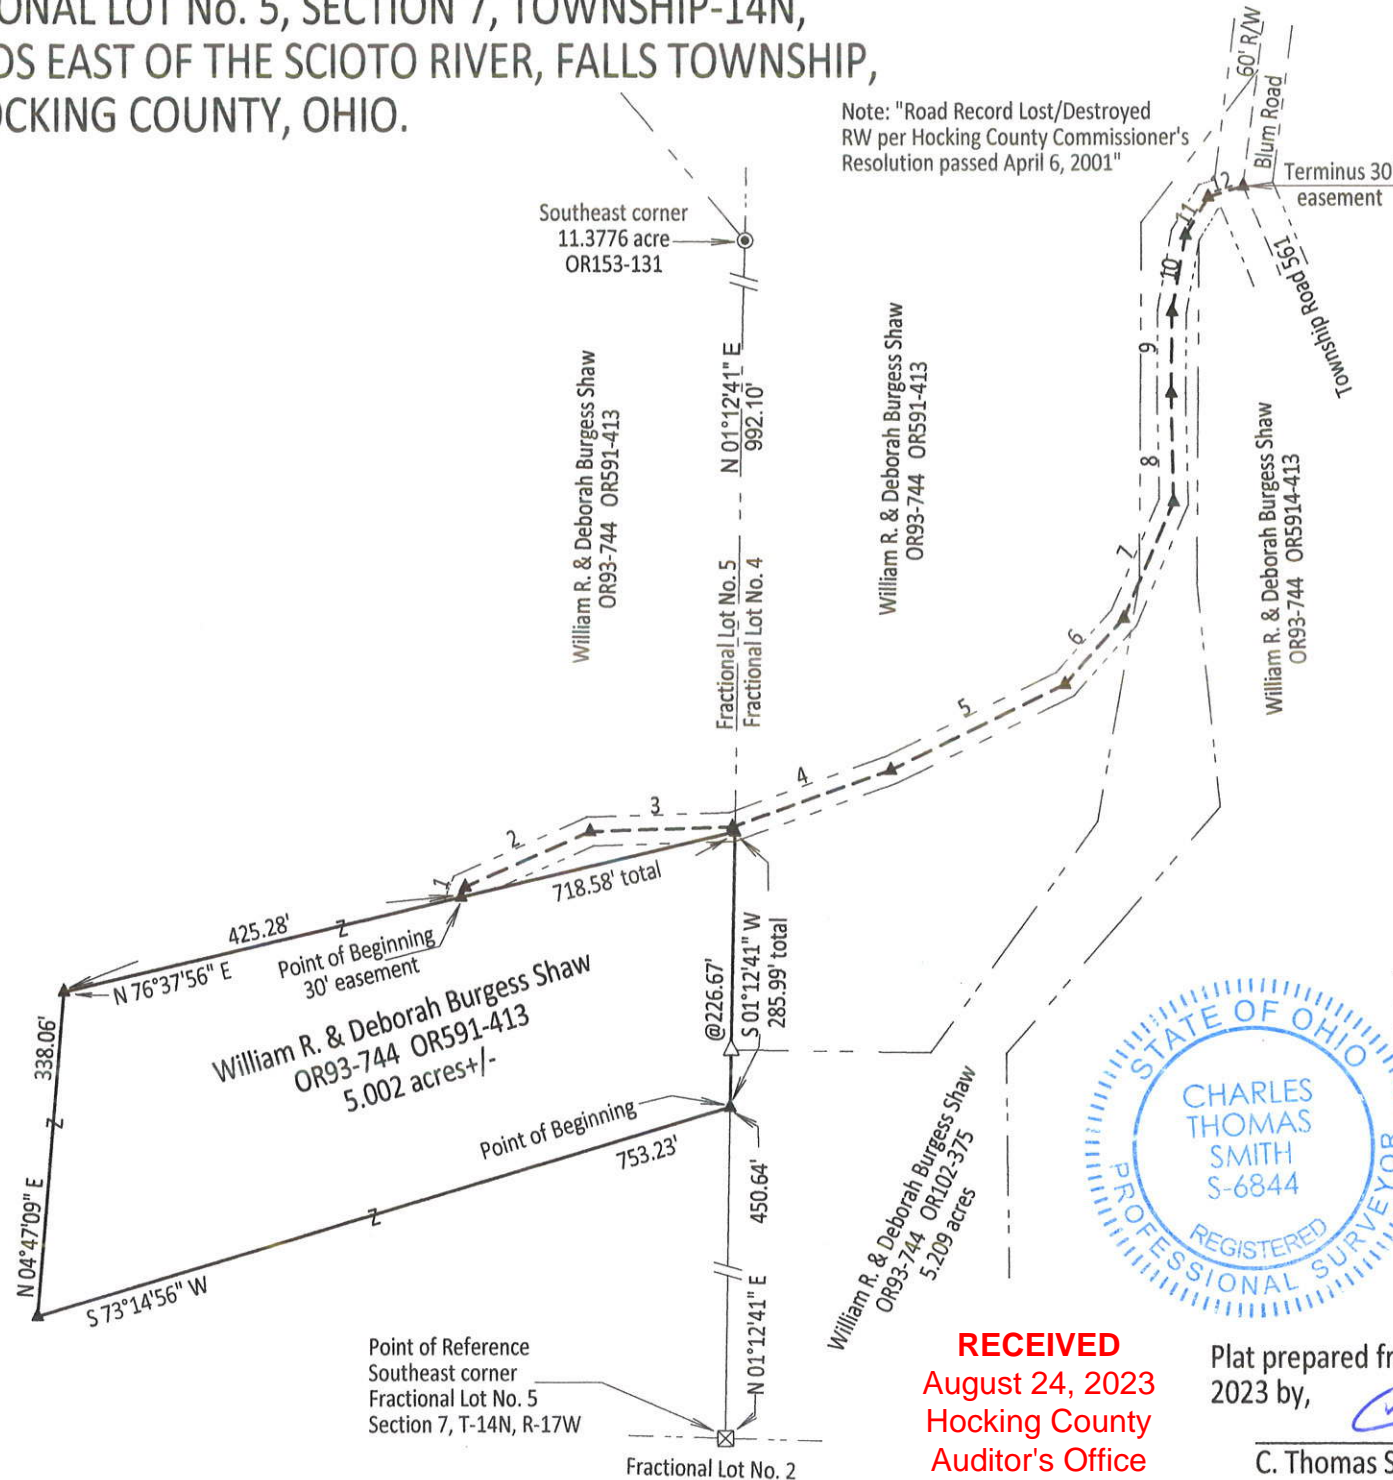 ONAL LOT No. 5, SECTION 7, TOWNSHIP-14N,
DS EAST OF THE SCIOTO RIVER, FALLS TOWNSHIP,
OCKING COUNTY, OHIO.
Note: "Road Record Lost/Destroyed
RW per Hocking County Commissioner's
Resolution passed April 6, 2001"
60' R/W
Blum Road
Terminus 30
easement
Township Road 561
Southeast corner
11.3776 acre
OR153-131
N 01°12'41" E
992.10'
William R. & Deborah Burgess Shaw
OR93-744 OR591-413
William R. & Deborah Burgess Shaw
OR93-744 OR591-413
William R. & Deborah Burgess Shaw
OR93-744 OR5914-413
Fractional Lot No. 5
Fractional Lot No. 4
12
11
10
9
8
7
6
5
4
3
2
1
718.58' total
425.28'
Z
N 76°37'56" E
Point of Beginning
30' easement
William R. & Deborah Burgess Shaw
OR93-744 OR591-413
5.002 acres+/-
@226.67'
S 01°12'41" W
285.99' total
338.06'
Z
N 04°47'09" E
Point of Beginning
753.23'
Z
S 73°14'56" W
450.64'
N 01°12'41" E
William R. & Deborah Burgess Shaw
OR93-744 OR102-375
5.209 acres
STATE OF OHIO
CHARLES
THOMAS
SMITH
S-6844
REGISTERED
PROFESSIONAL SURVEYOR
Point of Reference
Southeast corner
Fractional Lot No. 5
Section 7, T-14N, R-17W
Fractional Lot No. 2
RECEIVED
August 24, 2023
Hocking County
Auditor's Office
Plat prepared fr
2023 by,
C. Thomas S